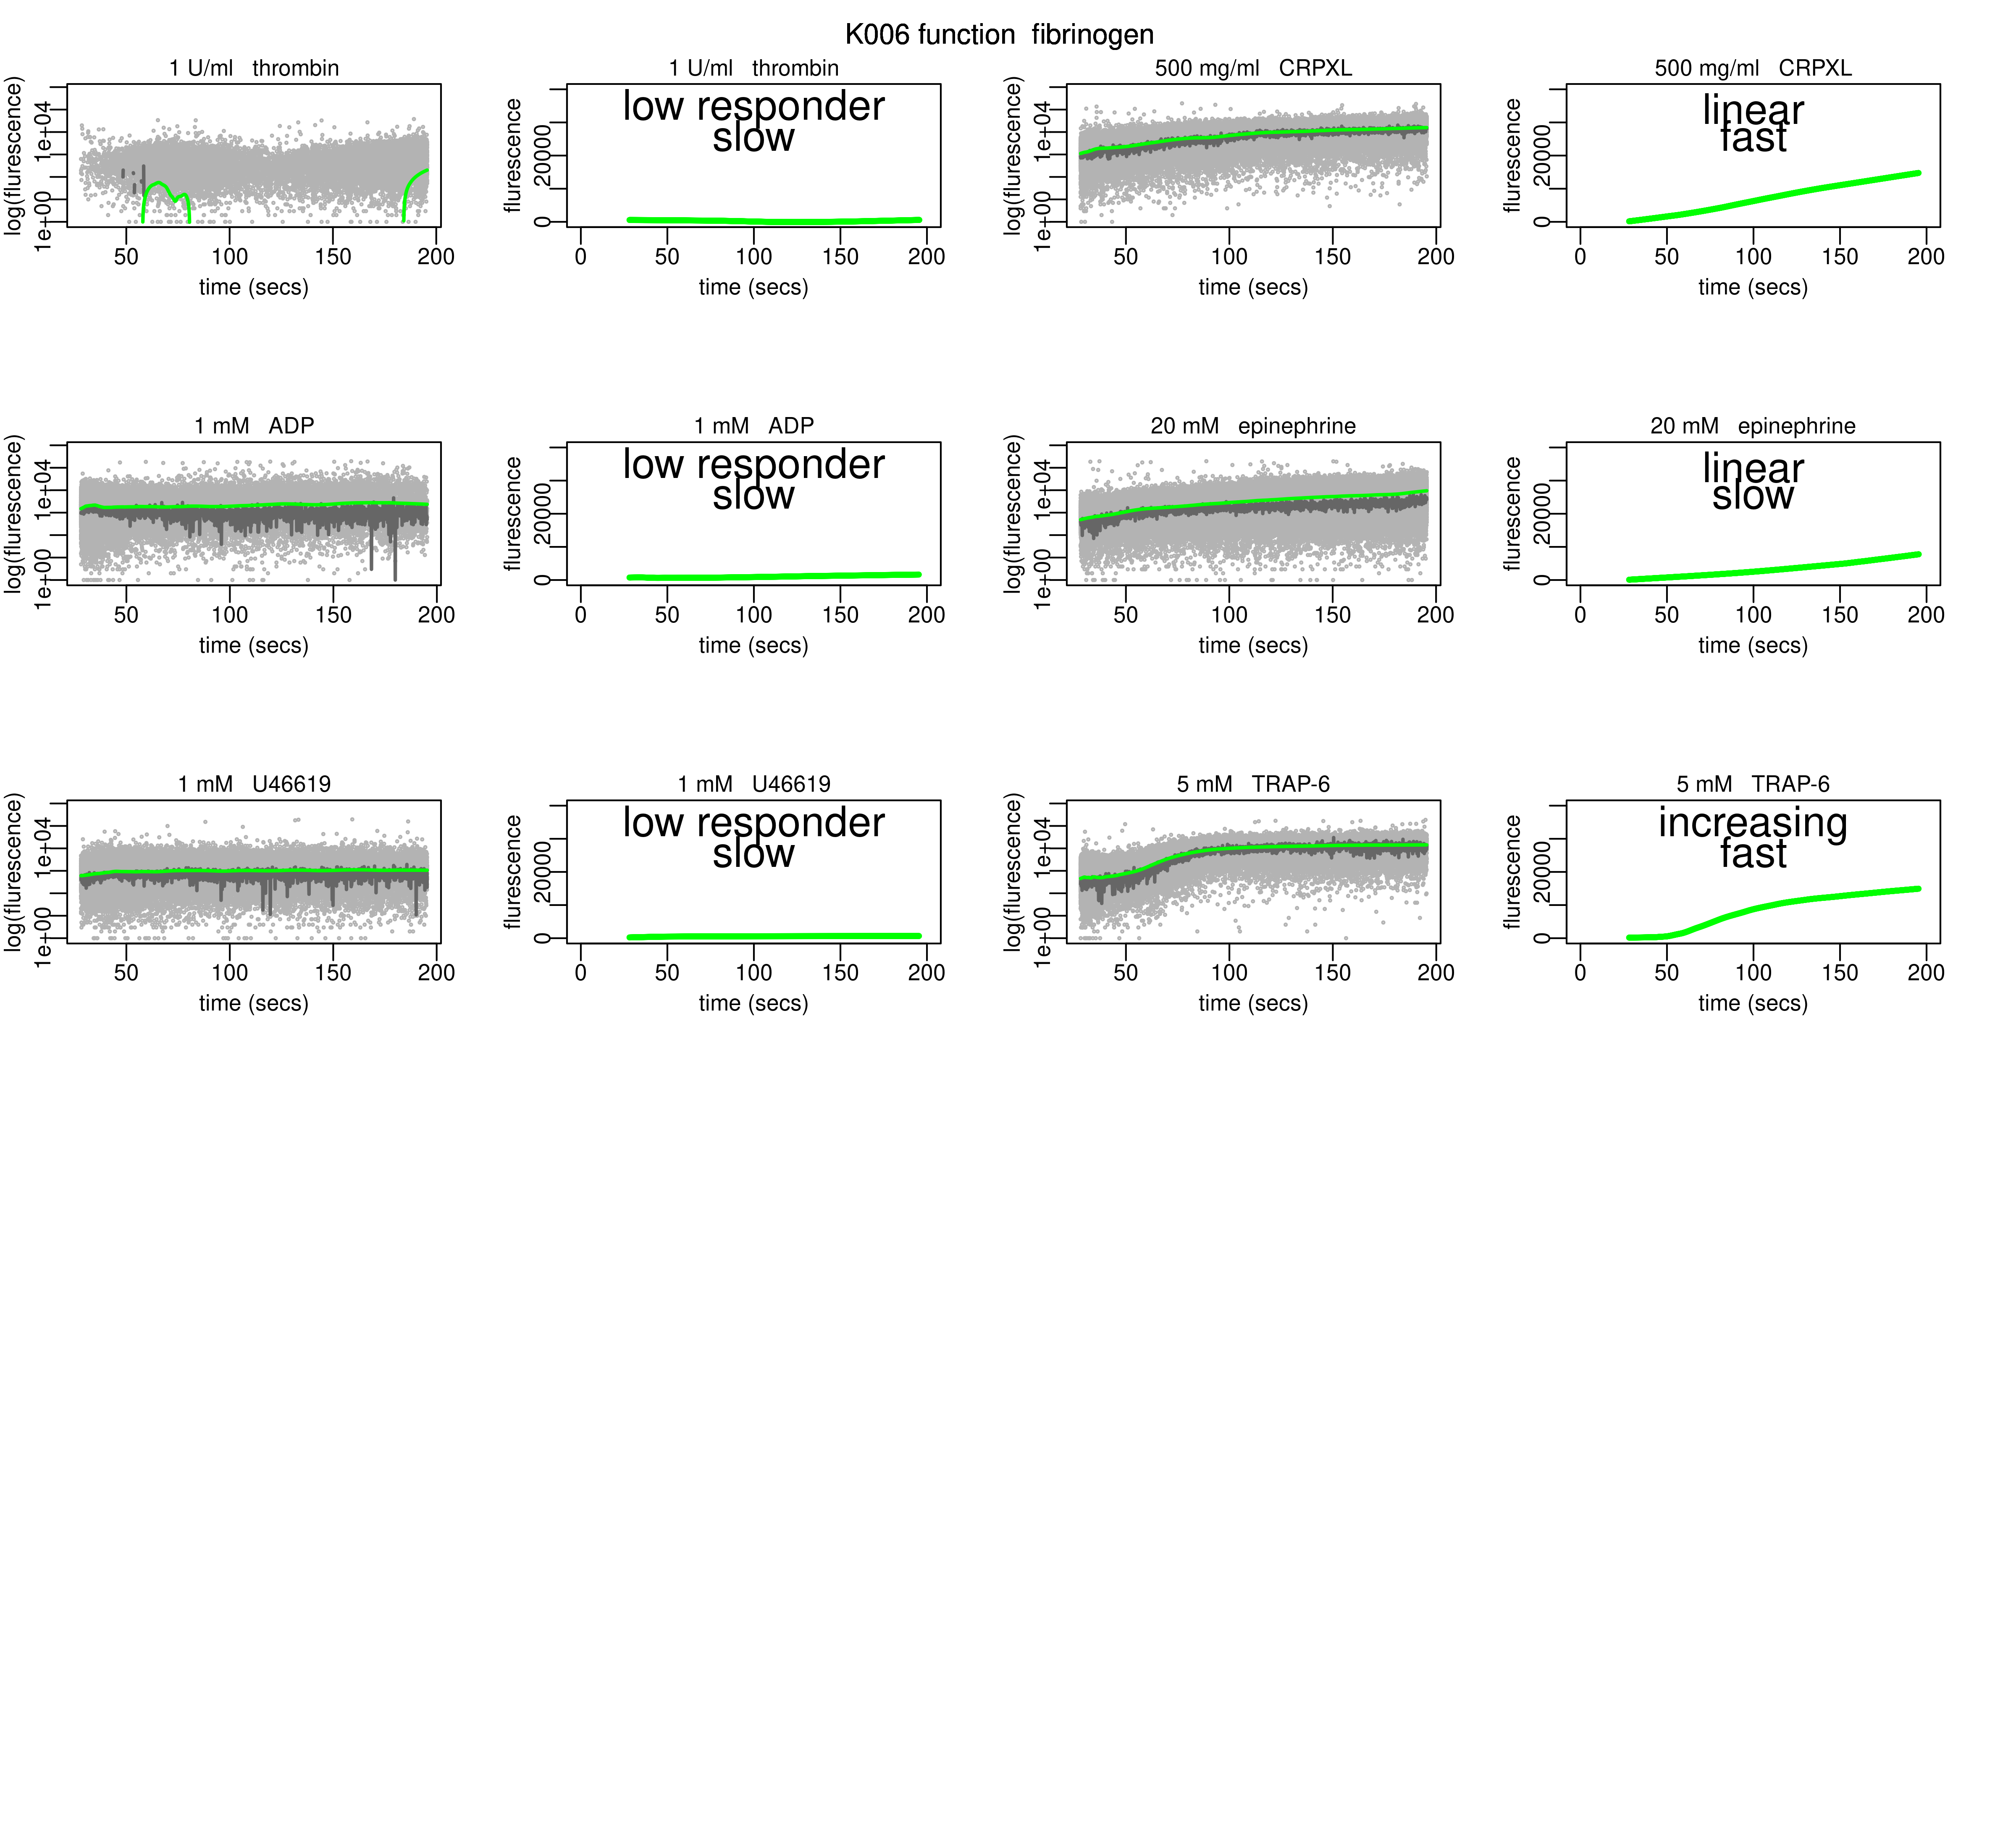 K006 function  fibrinogen
1 U/ml   thrombin
log(flurescence)
1e+00
1e+04
50 100 150 200
time (secs)
1 U/ml   thrombin
low responder
slow
flurescence
0
20000
0 50 100 150 200
time (secs)
500 mg/ml   CRPXL
log(flurescence)
1e+00
1e+04
50 100 150 200
time (secs)
500 mg/ml   CRPXL
linear
fast
flurescence
0
20000
0 50 100 150 200
time (secs)
1 mM   ADP
log(flurescence)
1e+00
1e+04
50 100 150 200
time (secs)
1 mM   ADP
low responder
slow
flurescence
0
20000
0 50 100 150 200
time (secs)
20 mM   epinephrine
log(flurescence)
1e+00
1e+04
50 100 150 200
time (secs)
20 mM   epinephrine
linear
slow
flurescence
0
20000
0 50 100 150 200
time (secs)
1 mM   U46619
log(flurescence)
1e+00
1e+04
50 100 150 200
time (secs)
1 mM   U46619
low responder
slow
flurescence
0
20000
0 50 100 150 200
time (secs)
5 mM   TRAP-6
log(flurescence)
1e+00
1e+04
50 100 150 200
time (secs)
5 mM   TRAP-6
increasing
fast
flurescence
0
20000
0 50 100 150 200
time (secs)